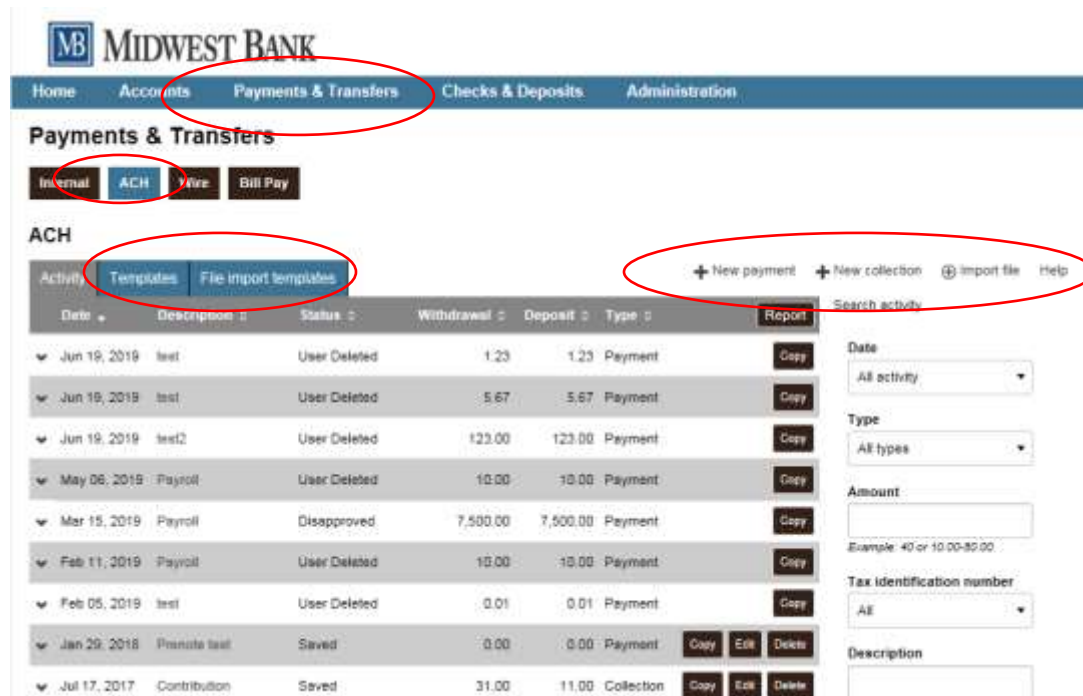 MB MIDWEST BANK
Home Accounts Payments & Transfers Checks & Deposits Administration
Payments & Transfers
Internal ACH Wire Bill Pay
ACH
Activity Templates File import templates
New payment New collection Import file Help
Date Description Status Withdrawal Deposit Type Report
Jun 19, 2019 test User Deleted 1.23 1.23 Payment Copy
Jun 19, 2019 test User Deleted 5.67 5.67 Payment Copy
Jun 19, 2019 test2 User Deleted 123.00 123.00 Payment Copy
May 06, 2019 Payroll User Deleted 10.00 10.00 Payment Copy
Mar 15, 2019 Payroll Disapproved 7,500.00 7,500.00 Payment Copy
Feb 11, 2019 Payroll User Deleted 10.00 10.00 Payment Copy
Feb 05, 2019 test User Deleted 0.01 0.01 Payment Copy
Jan 29, 2018 Prenote test Saved 0.00 0.00 Payment Copy Edit Delete
Jul 17, 2017 Contribution Saved 31.00 11.00 Collection Copy Edit Delete
Search activity
Date
All activity
Type
All types
Amount
Example: 40 or 10.00-80.00
Tax identification number
All
Description